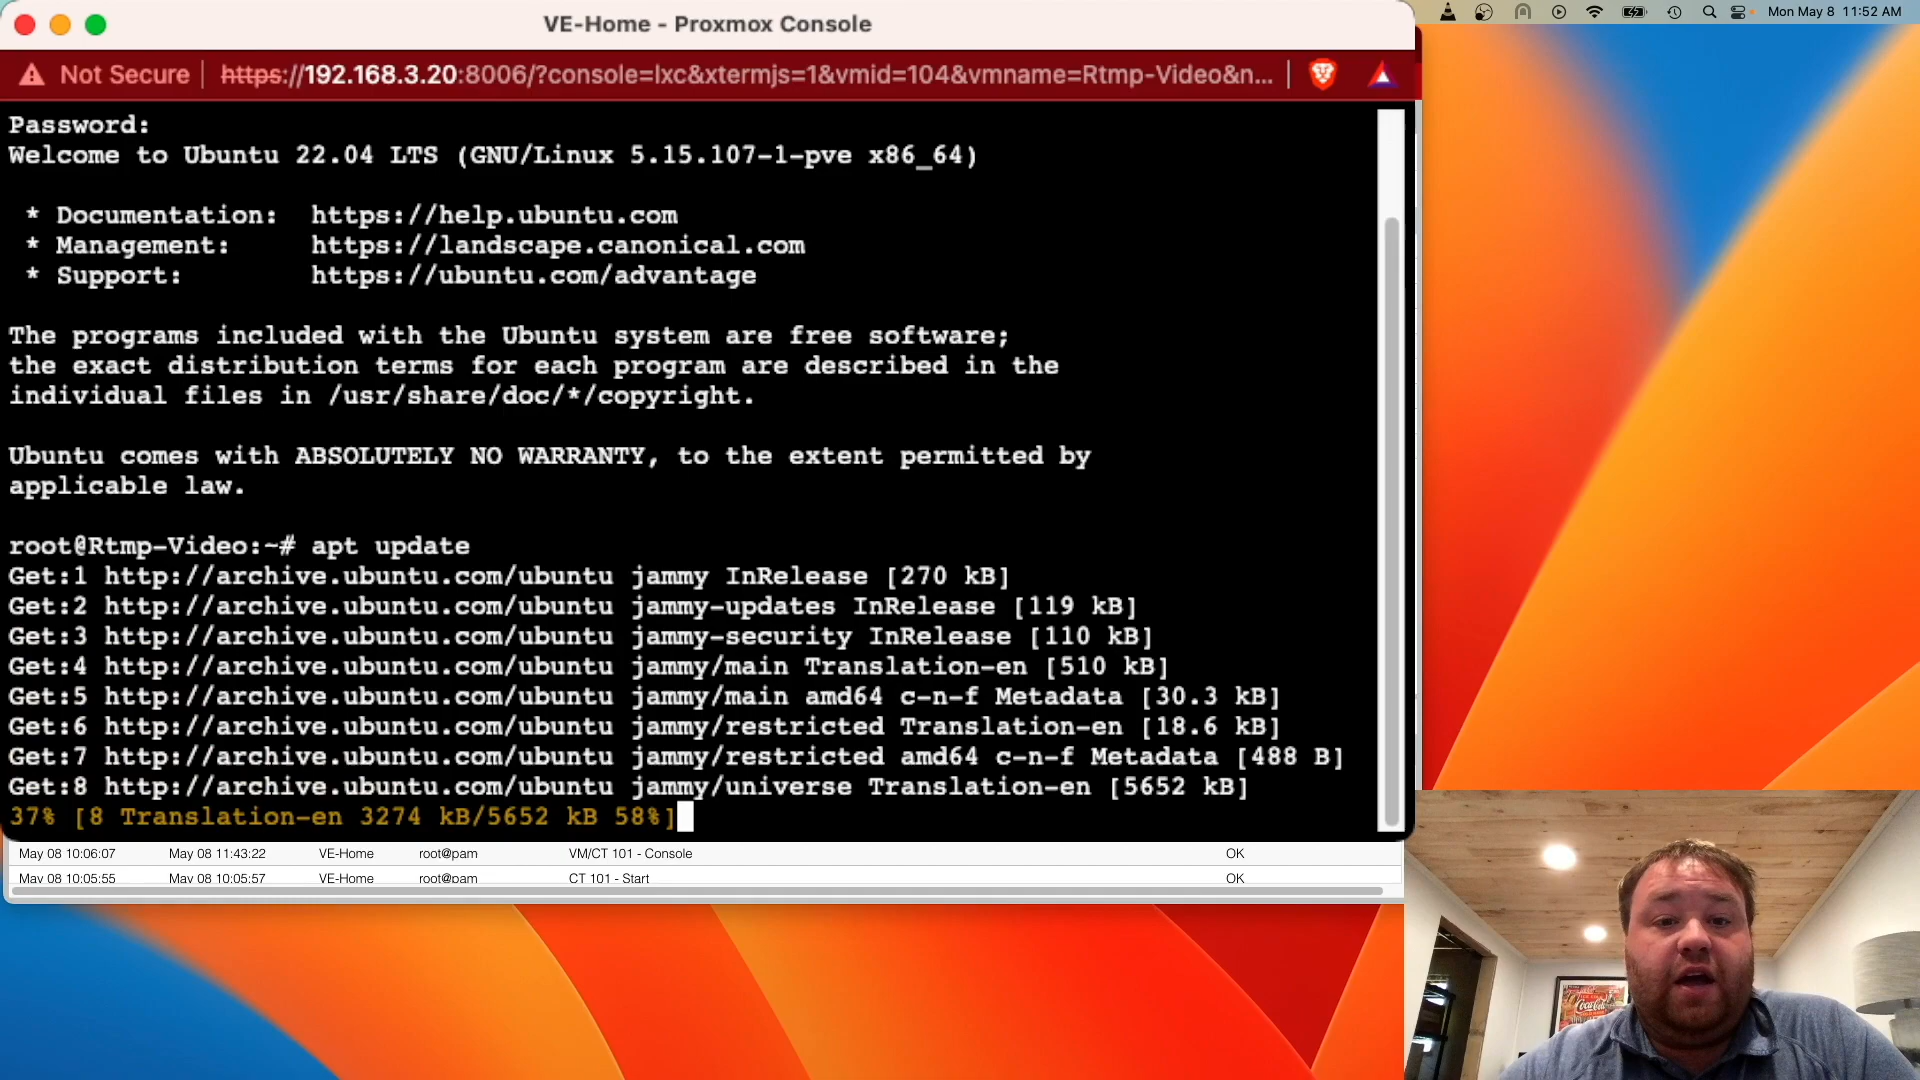 VE-Home - Proxmox Console
Mon May 8 11:52 AM
Not Secure https://192.168.3.20:8006/?console=lxc&xtermjs=1&vmid=104&vmname=Rtmp-Video&n...
Password:
Welcome to Ubuntu 22.04 LTS (GNU/Linux 5.15.107-1-pve x86_64)
* Documentation: https://help.ubuntu.com
* Management: https://landscape.canonical.com
* Support: https://ubuntu.com/advantage
The programs included with the Ubuntu system are free software;
the exact distribution terms for each program are described in the
individual files in /usr/share/doc/*/copyright.
Ubuntu comes with ABSOLUTELY NO WARRANTY, to the extent permitted by
applicable law.
root@Rtmp-Video:~# apt update
Get:1 http://archive.ubuntu.com/ubuntu jammy InRelease [270 kB]
Get:2 http://archive.ubuntu.com/ubuntu jammy-updates InRelease [119 kB]
Get:3 http://archive.ubuntu.com/ubuntu jammy-security InRelease [110 kB]
Get:4 http://archive.ubuntu.com/ubuntu jammy/main Translation-en [510 kB]
Get:5 http://archive.ubuntu.com/ubuntu jammy/main amd64 c-n-f Metadata [30.3 kB]
Get:6 http://archive.ubuntu.com/ubuntu jammy/restricted Translation-en [18.6 kB]
Get:7 http://archive.ubuntu.com/ubuntu jammy/restricted amd64 c-n-f Metadata [488 B]
Get:8 http://archive.ubuntu.com/ubuntu jammy/universe Translation-en [5652 kB]
37% [8 Translation-en 3274 kB/5652 kB 58%]
May 08 10:06:07 May 08 11:43:22 VE-Home root@pam VM/CT 101 - Console OK
May 08 10:05:55 May 08 10:05:57 VE-Home root@pam CT 101 - Start OK
Coca-Cola